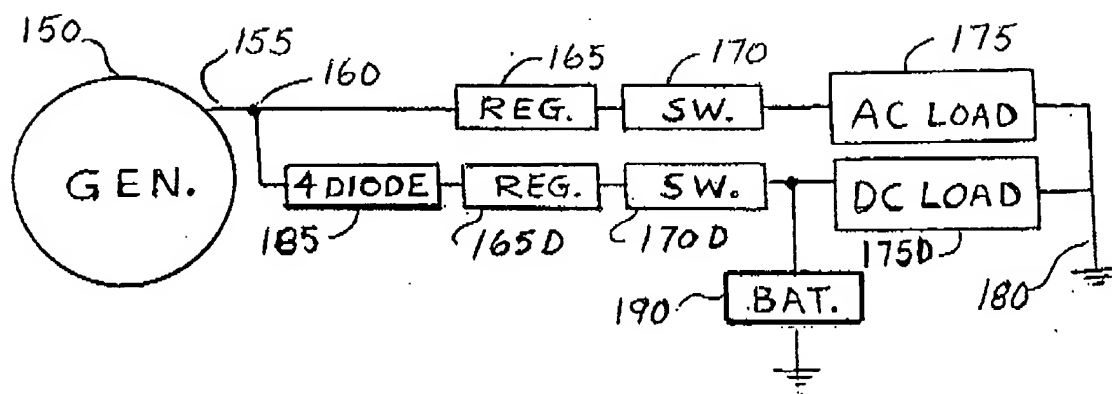 150
155
160
165
170
175
GEN.
REG.
SW.
AC LOAD
4 DIODE
REG.
SW.
DC LOAD
185
165D
170D
175D
180
190
BAT.